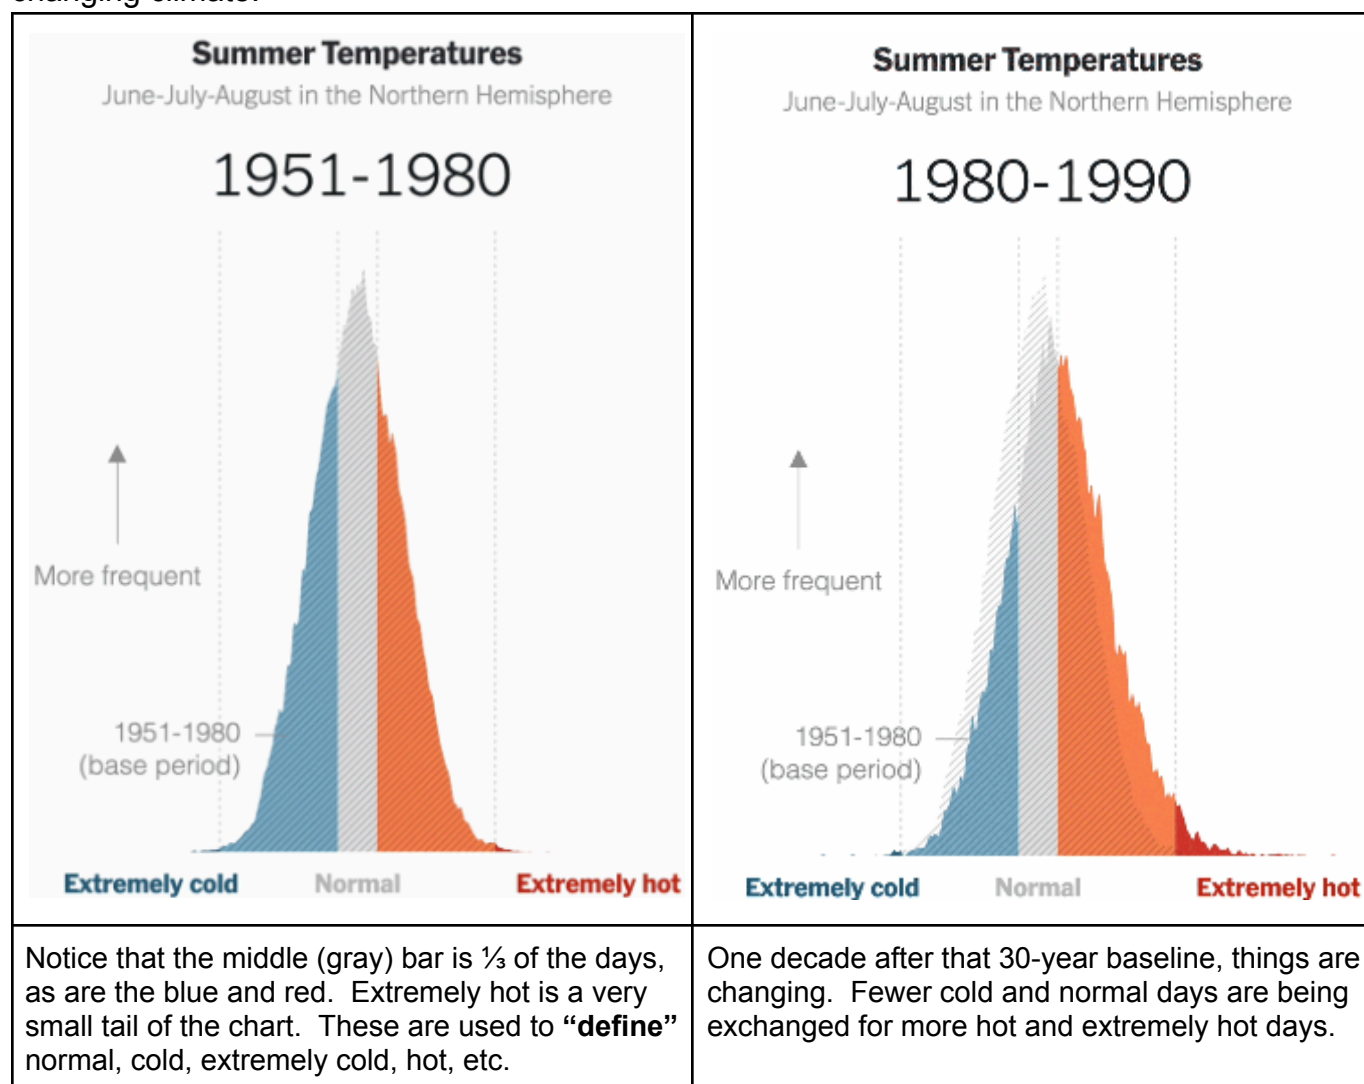 changing climate.
Summer Temperatures
June-July-August in the Northern Hemisphere
1951-1980
More frequent
1951-1980
(base period)
Extremely cold
Normal
Extremely hot
Notice that the middle (gray) bar is ⅓ of the days,
as are the blue and red.  Extremely hot is a very
small tail of the chart.  These are used to “define”
normal, cold, extremely cold, hot, etc.
Summer Temperatures
June-July-August in the Northern Hemisphere
1980-1990
More frequent
1951-1980
(base period)
Extremely cold
Normal
Extremely hot
One decade after that 30-year baseline, things are
changing.  Fewer cold and normal days are being
exchanged for more hot and extremely hot days.